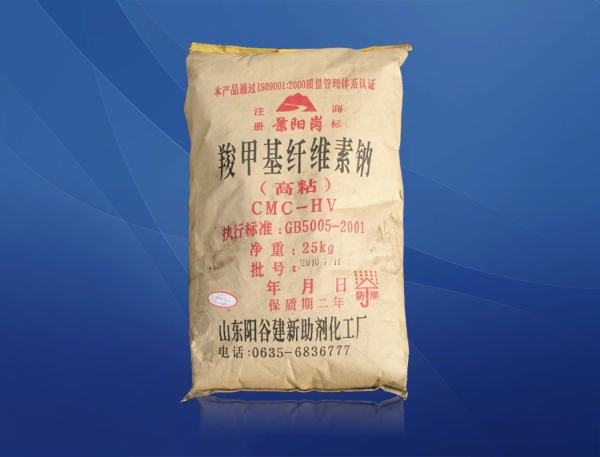 本产品通过ISO9001:2000质量管理体系认证
注 商
册 景阳岗 标
羧甲基纤维素钠
(高粘)
CMC-HV
执行标准:GB5005-2001
净重:25kg
批号:
年 月 日
防潮
保质期二年
山东阳谷建新助剂化工厂
电话:0635-6836777